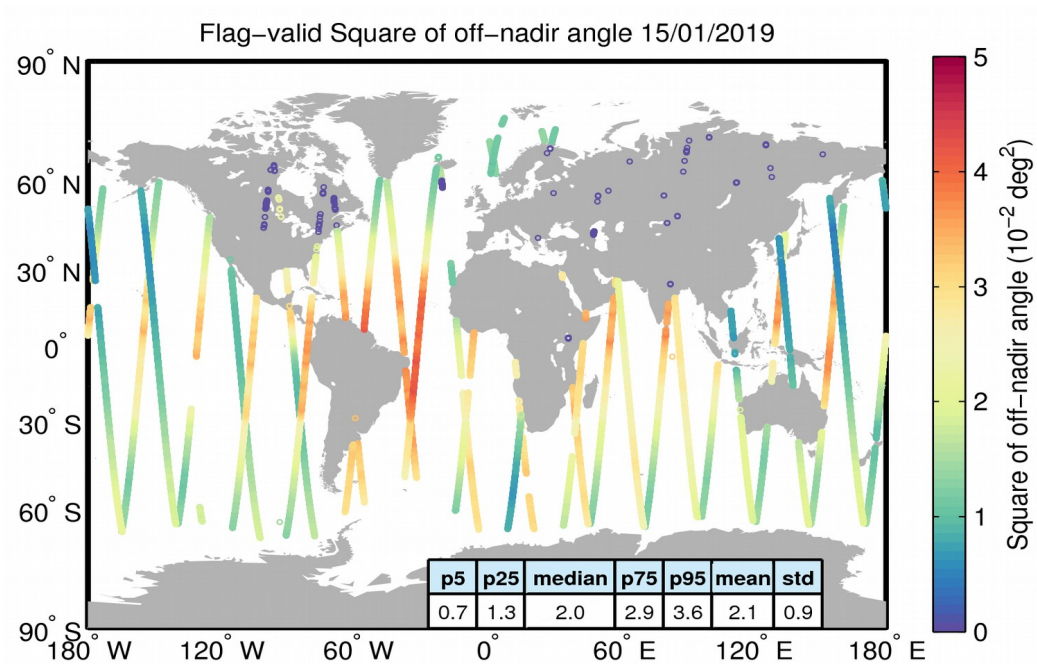 Flag−valid Square of off−nadir angle 15/01/2019
90° N
60° N
30° N
0°
30° S
60° S
90° S
180° W
120° W
60° W
0°
60° E
120° E
180° E
p5 p25 median p75 p95 mean std
0.7 1.3 2.0 2.9 3.6 2.1 0.9
5
4
3
2
1
0
Square of off−nadir angle (10⁻² deg²)